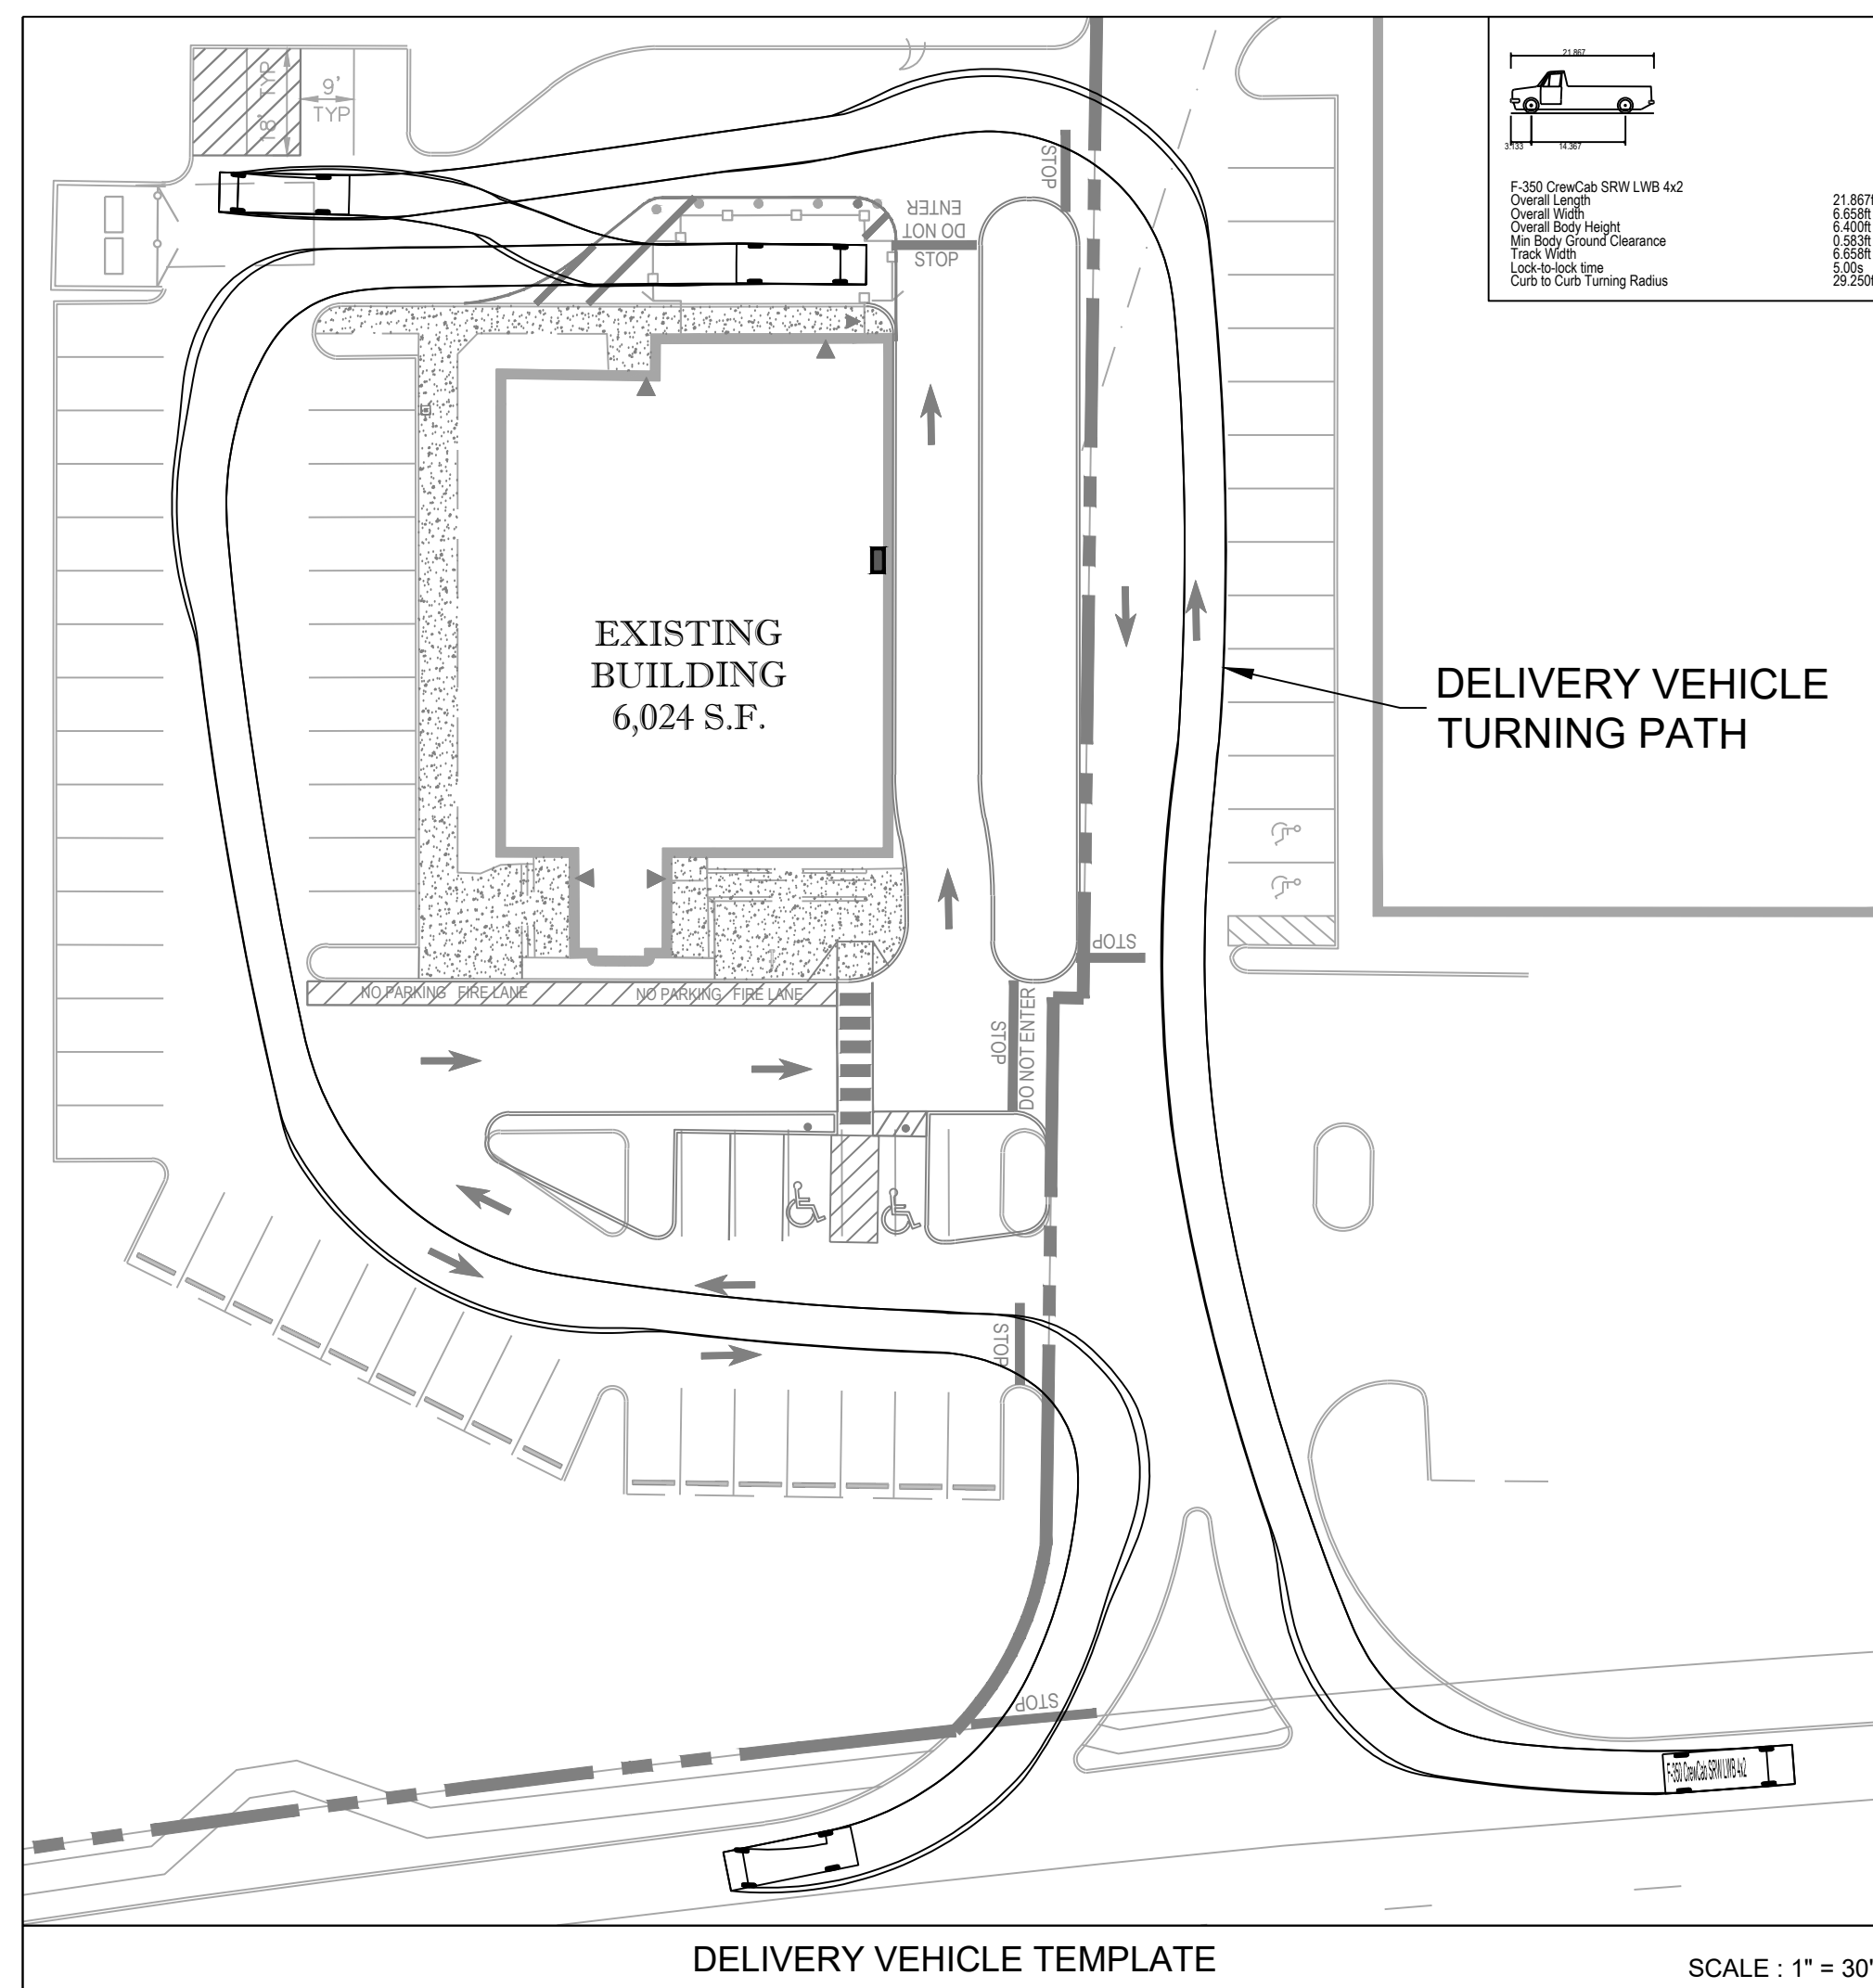 21.867
3.133
14.367
F-350 CrewCab SRW LWB 4x2
Overall Length 21.867ft
Overall Width 6.658ft
Overall Body Height 6.400ft
Min Body Ground Clearance 0.583ft
Track Width 6.658ft
Lock-to-lock time 5.00s
Curb to Curb Turning Radius 29.250ft
18' TYP
9'
TYP
STOP
DO NOT
ENTER
STOP
EXISTING
BUILDING
6,024 S.F.
DELIVERY VEHICLE
TURNING PATH
STOP
NO PARKING FIRE LANE
NO PARKING FIRE LANE
STOP
DO NOT ENTER
STOP
STOP
F-350 CrewCab SRW LWB 4x2
DELIVERY VEHICLE TEMPLATE
SCALE : 1" = 30'